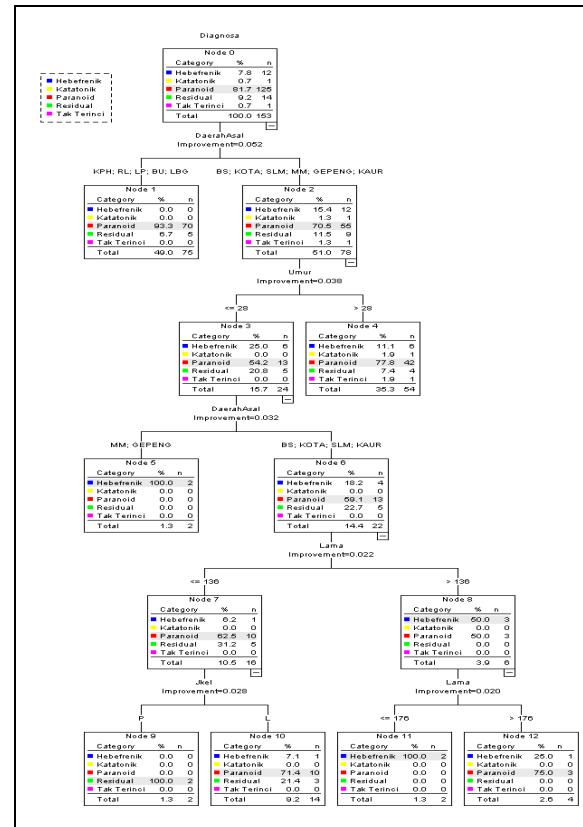 Diagnosa
Node 0
Category % n
Hebefrenik 7.8 12
Katatonik 0.7 1
Paranoid 81.7 125
Residual 9.2 14
Tak Terinci 0.7 1
Total 100.0 153
Hebefrenik
Katatonik
Paranoid
Residual
Tak Terinci
DaerahAsal
Improvement=0.052
KPH; RL; LP; BU; LBG
BS; KOTA; SLM; MM; GEPENG; KAUR
Node 1
Category % n
Hebefrenik 0.0 0
Katatonik 0.0 0
Paranoid 93.3 70
Residual 6.7 5
Tak Terinci 0.0 0
Total 49.0 75
Node 2
Category % n
Hebefrenik 15.4 12
Katatonik 1.3 1
Paranoid 70.5 55
Residual 11.5 9
Tak Terinci 1.3 1
Total 51.0 78
Umur
Improvement=0.038
<= 28
> 28
Node 3
Category % n
Hebefrenik 25.0 6
Katatonik 0.0 0
Paranoid 54.2 13
Residual 20.8 5
Tak Terinci 0.0 0
Total 15.7 24
Node 4
Category % n
Hebefrenik 11.1 6
Katatonik 1.9 1
Paranoid 77.8 42
Residual 7.4 4
Tak Terinci 1.9 1
Total 35.3 54
DaerahAsal
Improvement=0.032
MM; GEPENG
BS; KOTA; SLM; KAUR
Node 5
Category % n
Hebefrenik 100.0 2
Katatonik 0.0 0
Paranoid 0.0 0
Residual 0.0 0
Tak Terinci 0.0 0
Total 1.3 2
Node 6
Category % n
Hebefrenik 18.2 4
Katatonik 0.0 0
Paranoid 59.1 13
Residual 22.7 5
Tak Terinci 0.0 0
Total 14.4 22
Lama
Improvement=0.022
<= 136
> 136
Node 7
Category % n
Hebefrenik 6.2 1
Katatonik 0.0 0
Paranoid 62.5 10
Residual 31.2 5
Tak Terinci 0.0 0
Total 10.5 16
Node 8
Category % n
Hebefrenik 50.0 3
Katatonik 0.0 0
Paranoid 50.0 3
Residual 0.0 0
Tak Terinci 0.0 0
Total 3.9 6
Jkel
Improvement=0.028
Lama
Improvement=0.020
P
L
<= 176
> 176
Node 9
Category % n
Hebefrenik 0.0 0
Katatonik 0.0 0
Paranoid 0.0 0
Residual 100.0 2
Tak Terinci 0.0 0
Total 1.3 2
Node 10
Category % n
Hebefrenik 7.1 1
Katatonik 0.0 0
Paranoid 71.4 10
Residual 21.4 3
Tak Terinci 0.0 0
Total 9.2 14
Node 11
Category % n
Hebefrenik 100.0 2
Katatonik 0.0 0
Paranoid 0.0 0
Residual 0.0 0
Tak Terinci 0.0 0
Total 1.3 2
Node 12
Category % n
Hebefrenik 25.0 1
Katatonik 0.0 0
Paranoid 75.0 3
Residual 0.0 0
Tak Terinci 0.0 0
Total 2.6 4